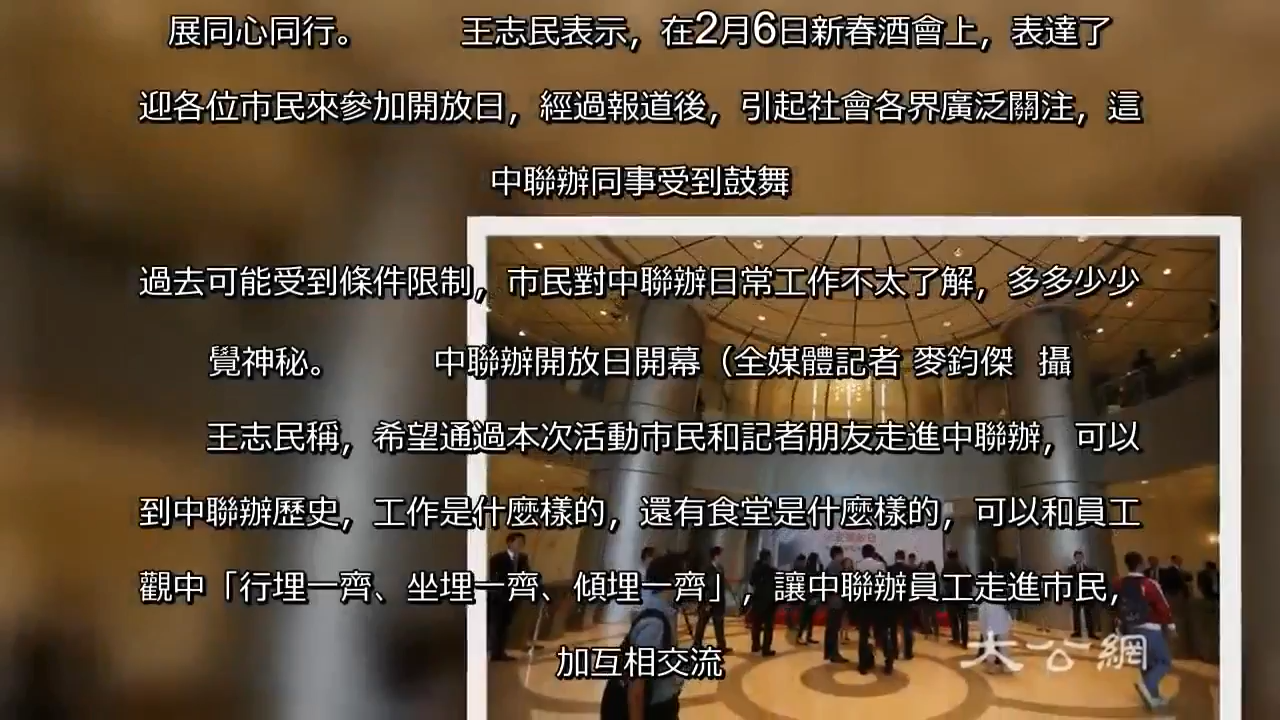 展同心同行。 王志民表示，在2月6日新春酒會上，表達了
迎各位市民來參加開放日，經過報道後，引起社會各界廣泛關注，這
中聯辦同事受到鼓舞
過去可能受到條件限制，市民對中聯辦日常工作不太了解，多多少少
覺神秘。 中聯辦開放日開幕（全媒體記者 麥鈞傑 攝
王志民稱，希望通過本次活動市民和記者朋友走進中聯辦，可以
到中聯辦歷史，工作是什麼樣的，還有食堂是什麼樣的，可以和員工
觀中「行埋一齊、坐埋一齊、傾埋一齊」，讓中聯辦員工走進市民，
加互相交流
大公網